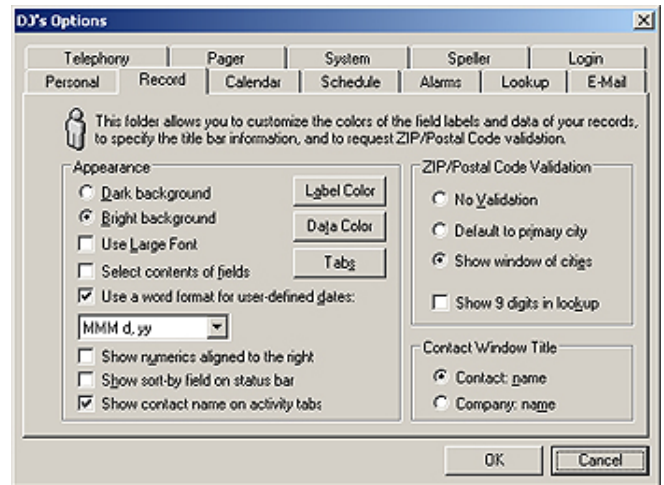 DJ's Options
Telephony Pager System Speller Login
Personal Record Calendar Schedule Alarms Lookup E-Mail
This folder allows you to customize the colors of the field labels and data of your records,
to specify the title bar information, and to request ZIP/Postal Code validation.
Appearance
Dark background
Bright background
Use Large Font
Select contents of fields
Use a word format for user-defined dates:
MMM d, yy
Show numerics aligned to the right
Show sort-by field on status bar
Show contact name on activity tabs
Label Color
Data Color
Tabs
ZIP/Postal Code Validation
No Validation
Default to primary city
Show window of cities
Show 9 digits in lookup
Contact Window Title
Contact: name
Company: name
OK Cancel